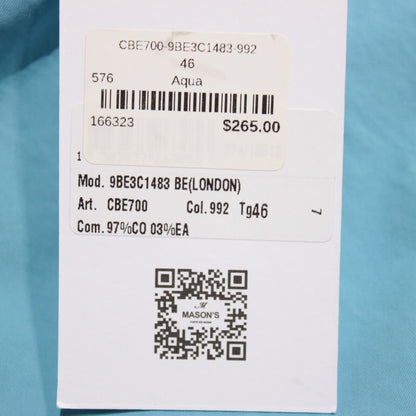 CBE700-9BE3C1483-992
46
576 Aqua
166323 $265.00
1
Mod. 9BE3C1483 BE(LONDON)
Art. CBE700 Col.992 Tg46 7
Com.97%CO 03%EA
M
MASON'S